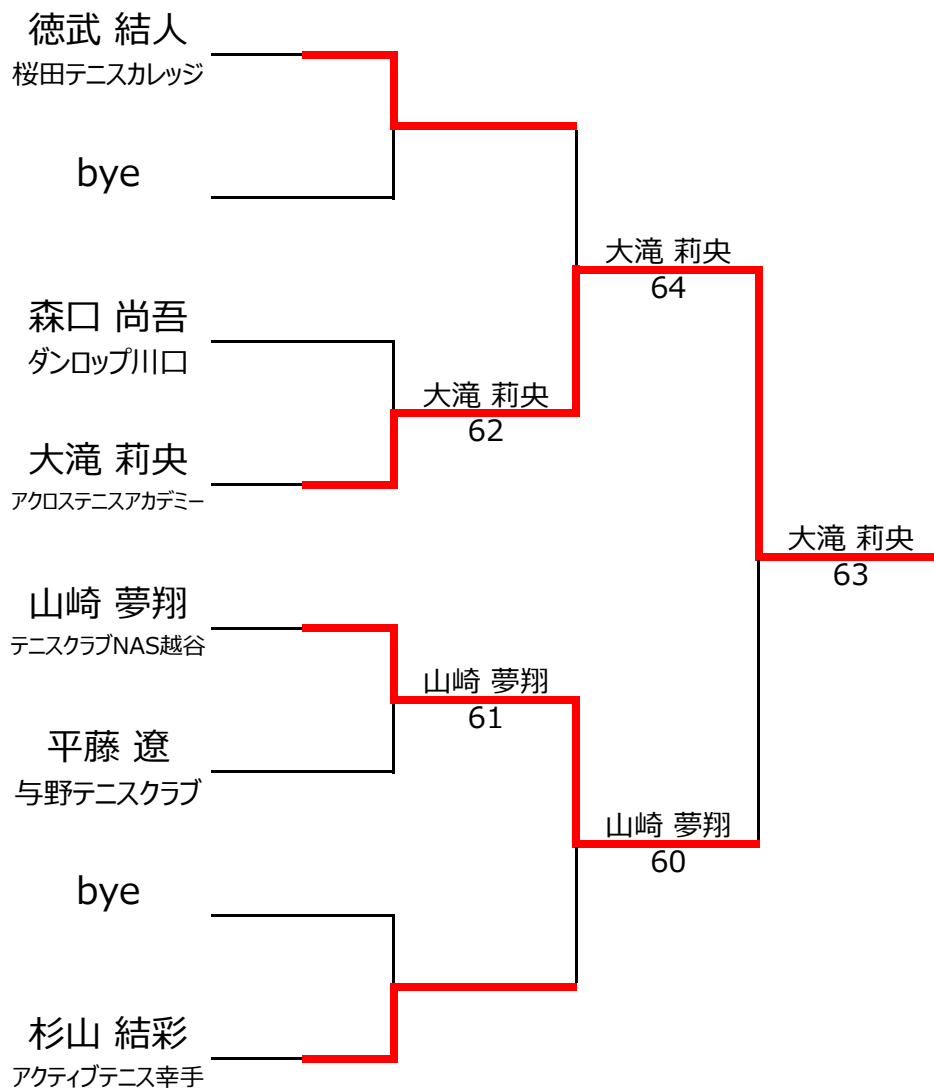 徳武 結人
桜田テニスカレッジ
bye
森口 尚吾
ダンロップ川口
大滝 莉央
アクロステニスアカデミー
山崎 夢翔
テニスクラブNAS越谷
平藤 遼
与野テニスクラブ
bye
杉山 結彩
アクティブテニス幸手
大滝 莉央
62
山崎 夢翔
61
大滝 莉央
64
山崎 夢翔
60
大滝 莉央
63